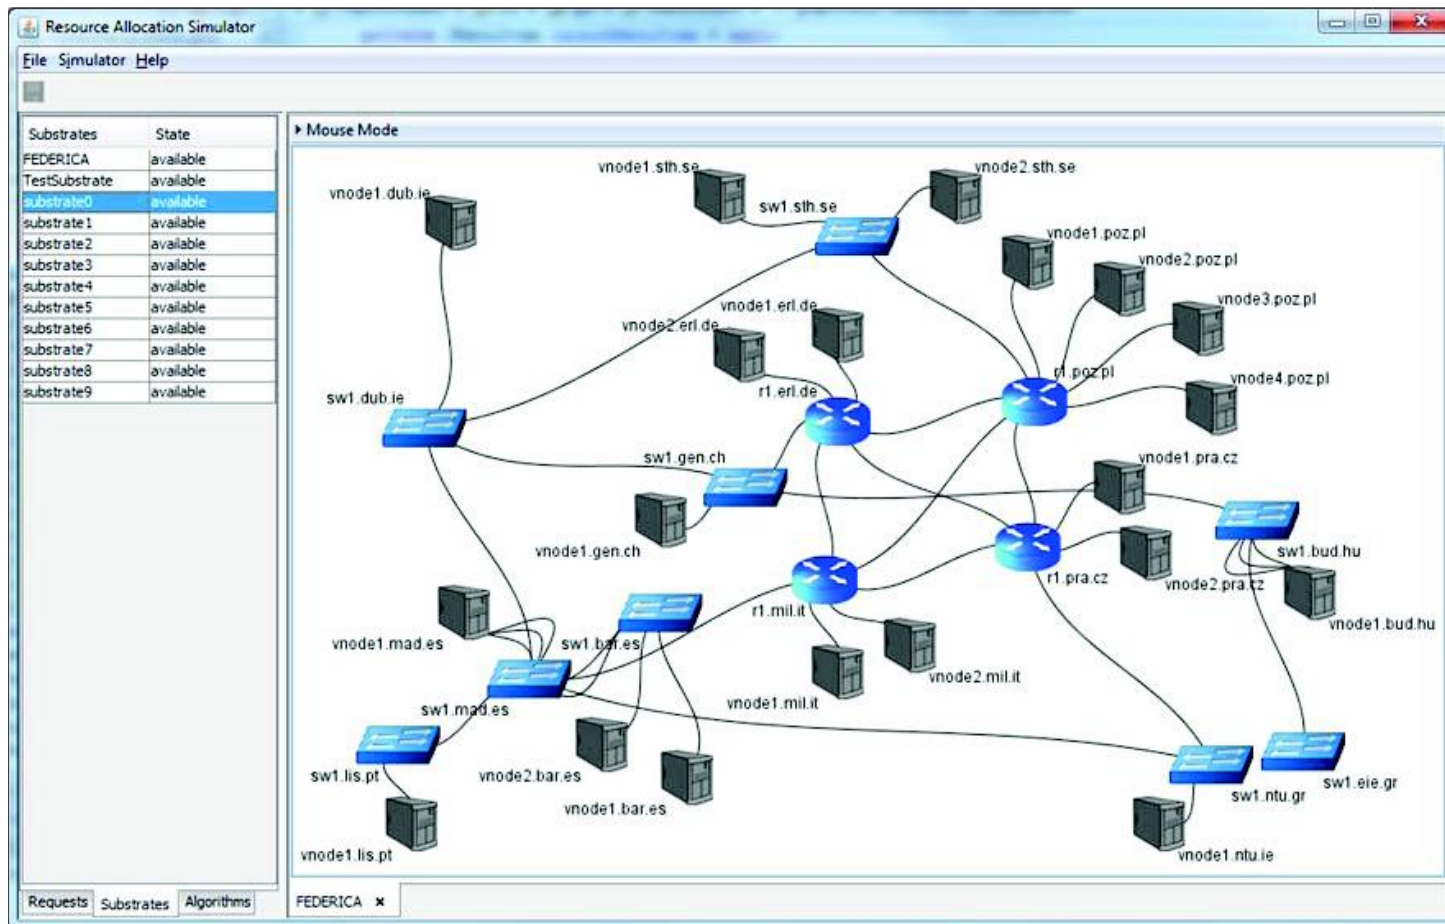 Resource Allocation Simulator
File Simulator Help
Substrates State
FEDERICA available
TestSubstrate available
substrate0 available
substrate1 available
substrate2 available
substrate3 available
substrate4 available
substrate5 available
substrate6 available
substrate7 available
substrate8 available
substrate9 available
Requests Substrates Algorithms
Mouse Mode
vnode1.sth.se
vnode2.sth.se
vnode1.dub.ie
sw1.sth.se
vnode1.poz.pl
vnode2.poz.pl
vnode1.erl.de
vnode3.poz.pl
vnode2.erl.de
r1.poz.pl
vnode4.poz.pl
r1.erl.de
sw1.dub.ie
sw1.gen.ch
vnode1.pra.cz
vnode1.gen.ch
sw1.bud.hu
r1.pra.cz
vnode2.pra.cz
r1.mil.it
vnode1.bud.hu
vnode1.mad.es
sw1.bar.es
vnode2.mil.it
vnode1.mil.it
sw1.mad.es
sw1.lis.pt
vnode2.bar.es
sw1.eie.gr
sw1.ntu.gr
vnode1.bar.es
vnode1.lis.pt
vnode1.ntu.ie
FEDERICA